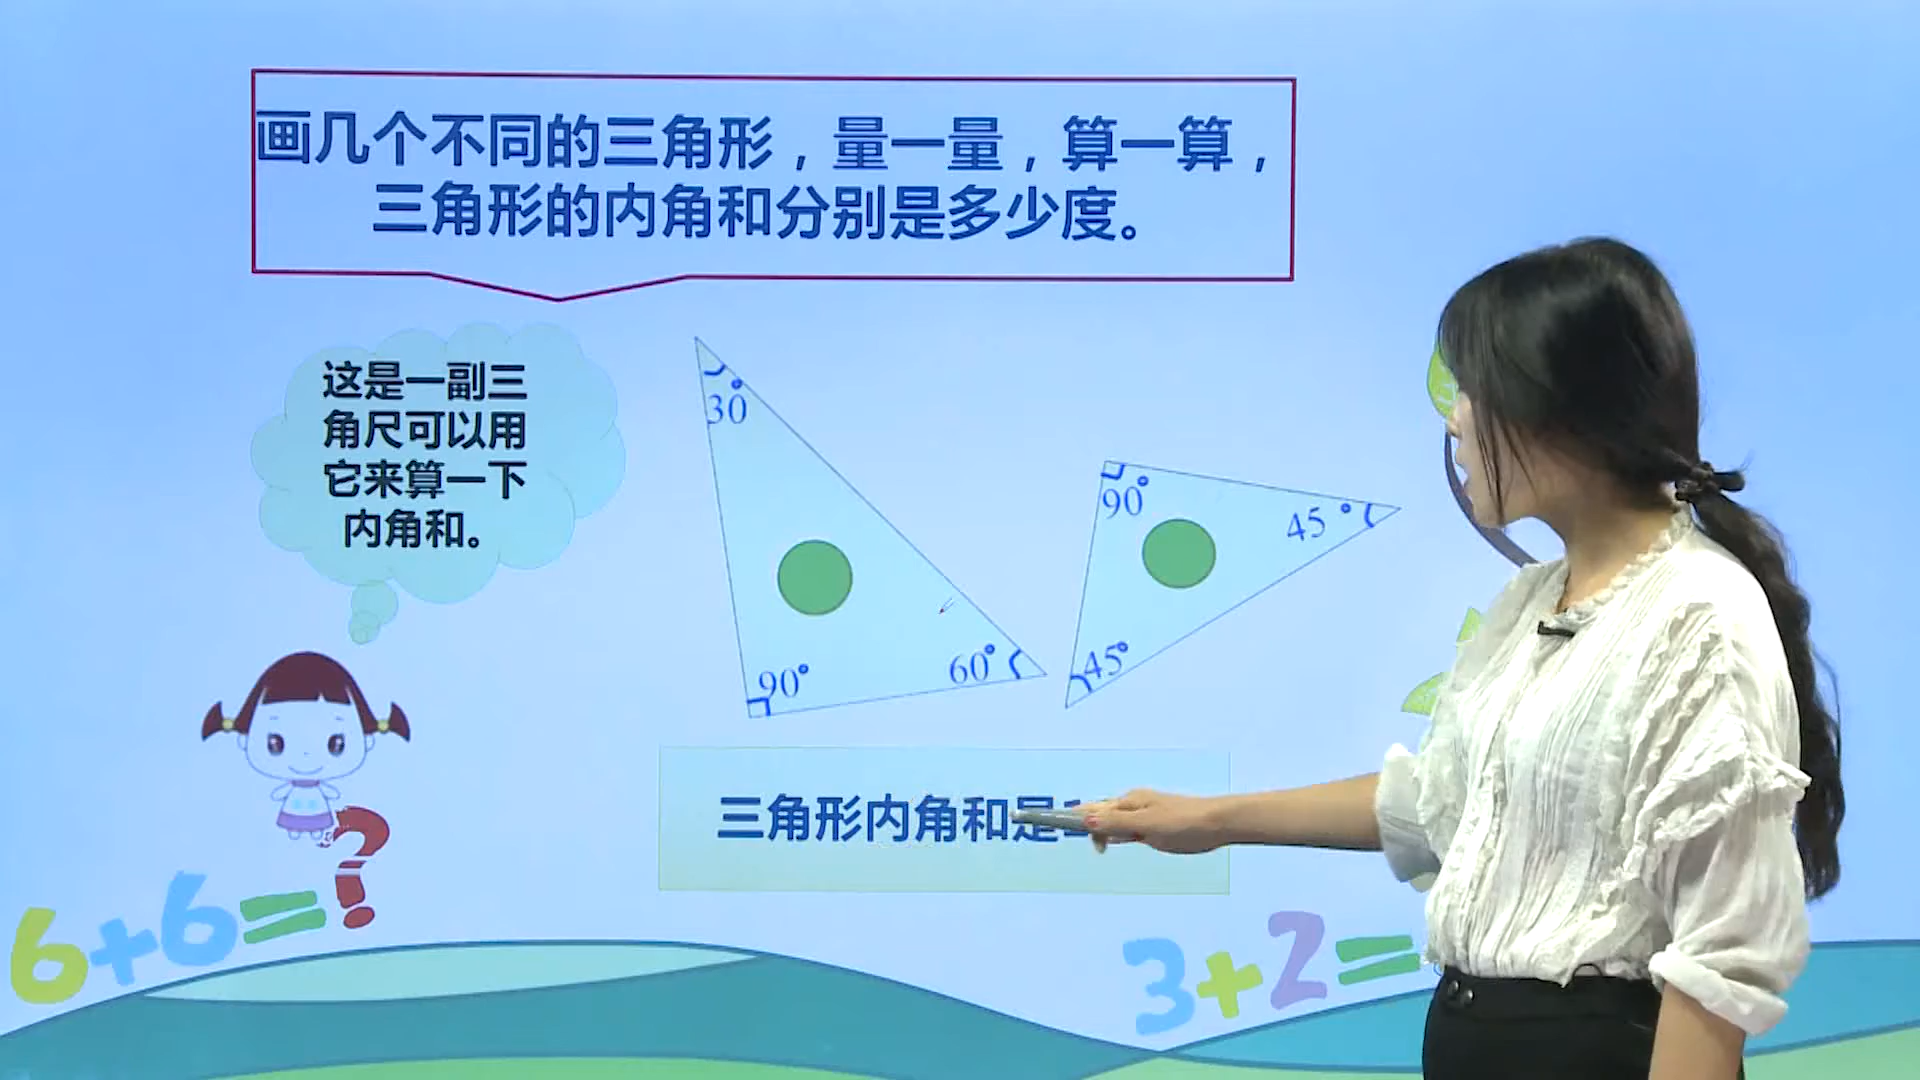 画几个不同的三角形，量一量，算一算，
三角形的内角和分别是多少度。
这是一副三
角尺可以用
它来算一下
内角和。
30°
90°
60°
90°
45°
45°
三角形内角和是
6+6=?
3+2=